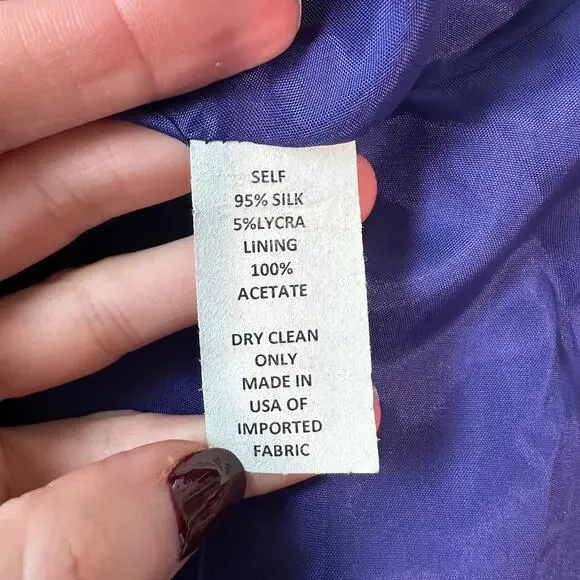 SELF
95% SILK
5%LYCRA
LINING
100%
ACETATE
DRY CLEAN
ONLY
MADE IN
USA OF
IMPORTED
FABRIC